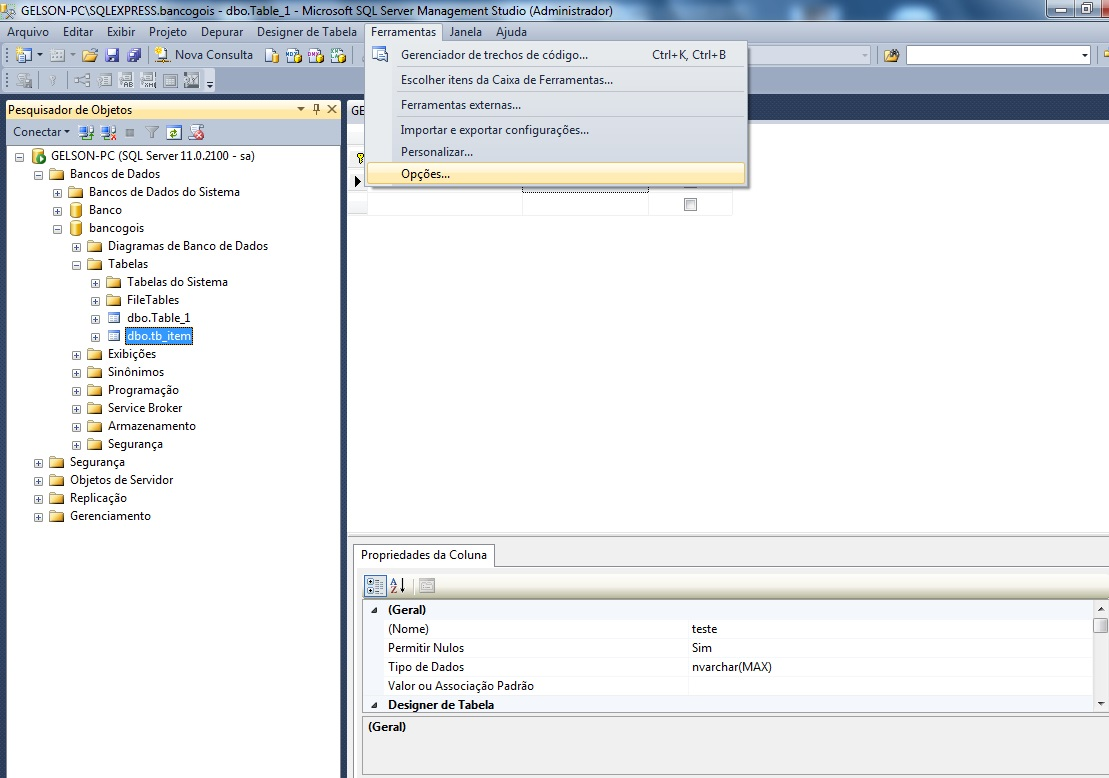 GELSON-PC\SQLEXPRESS.bancogois - dbo.Table_1 - Microsoft SQL Server Management Studio (Administrador)
Arquivo Editar Exibir Projeto Depurar Designer de Tabela Ferramentas Janela Ajuda
Nova Consulta
Gerenciador de trechos de código... Ctrl+K, Ctrl+B
Escolher itens da Caixa de Ferramentas...
Ferramentas externas...
Importar e exportar configurações...
Personalizar...
Opções...
Pesquisador de Objetos
GE
Conectar
GELSON-PC (SQL Server 11.0.2100 - sa)
Bancos de Dados
Bancos de Dados do Sistema
Banco
bancogois
Diagramas de Banco de Dados
Tabelas
Tabelas do Sistema
FileTables
dbo.Table_1
dbo.tb_item
Exibições
Sinônimos
Programação
Service Broker
Armazenamento
Segurança
Segurança
Objetos de Servidor
Replicação
Gerenciamento
Propriedades da Coluna
(Geral)
(Nome) teste
Permitir Nulos Sim
Tipo de Dados nvarchar(MAX)
Valor ou Associação Padrão
Designer de Tabela
(Geral)